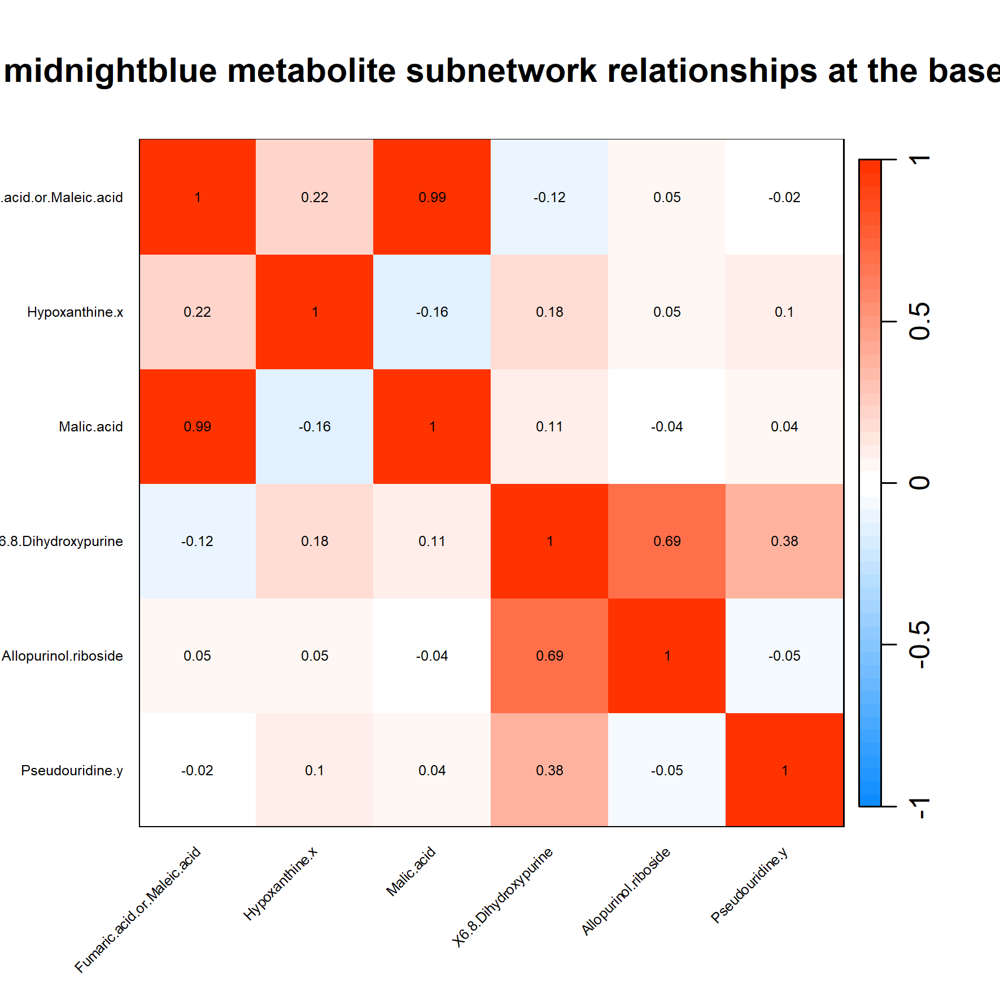 midnightblue metabolite subnetwork relationships at the base
.acid.or.Maleic.acid 1 0.22 0.99 -0.12 0.05 -0.02
Hypoxanthine.x 0.22 1 -0.16 0.18 0.05 0.1
Malic.acid 0.99 -0.16 1 0.11 -0.04 0.04
6.8.Dihydroxypurine -0.12 0.18 0.11 1 0.69 0.38
Allopurinol.riboside 0.05 0.05 -0.04 0.69 1 -0.05
Pseudouridine.y -0.02 0.1 0.04 0.38 -0.05 1
Fumaric.acid.or.Maleic.acid
Hypoxanthine.x
Malic.acid
X6.8.Dihydroxypurine
Allopurinol.riboside
Pseudouridine.y
1
0.5
0
-0.5
-1